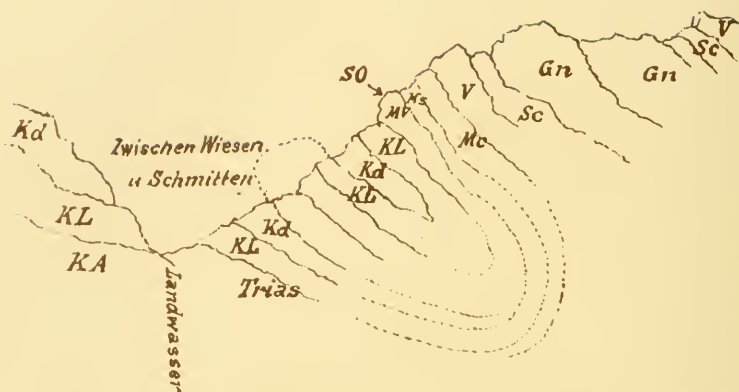 V
Sc
Gn
Gn
SO
V
Ms
MV
Sc
Kd
Zwischen Wiesen.
u Schmitten
KL
Mc
Kd
KL
KL
Kd
KL
KA
Trias
Landwasser